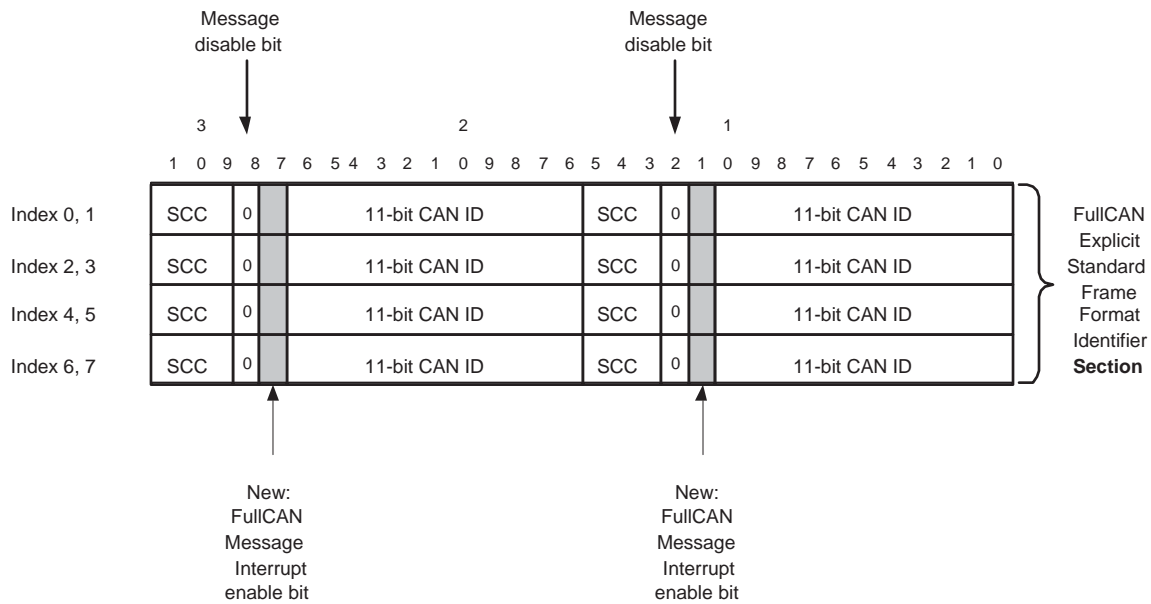 Message
disable bit
Message
disable bit
3 2 1
1 0 9 8 7 6 5 4 3 2 1 0 9 8 7 6 5 4 3 2 1 0 9 8 7 6 5 4 3 2 1 0
Index 0, 1 SCC 0 11-bit CAN ID SCC 0 11-bit CAN ID
Index 2, 3 SCC 0 11-bit CAN ID SCC 0 11-bit CAN ID
Index 4, 5 SCC 0 11-bit CAN ID SCC 0 11-bit CAN ID
Index 6, 7 SCC 0 11-bit CAN ID SCC 0 11-bit CAN ID
FullCAN
Explicit
Standard
Frame
Format
Identifier
Section
New:
FullCAN
Message
Interrupt
enable bit
New:
FullCAN
Message
Interrupt
enable bit